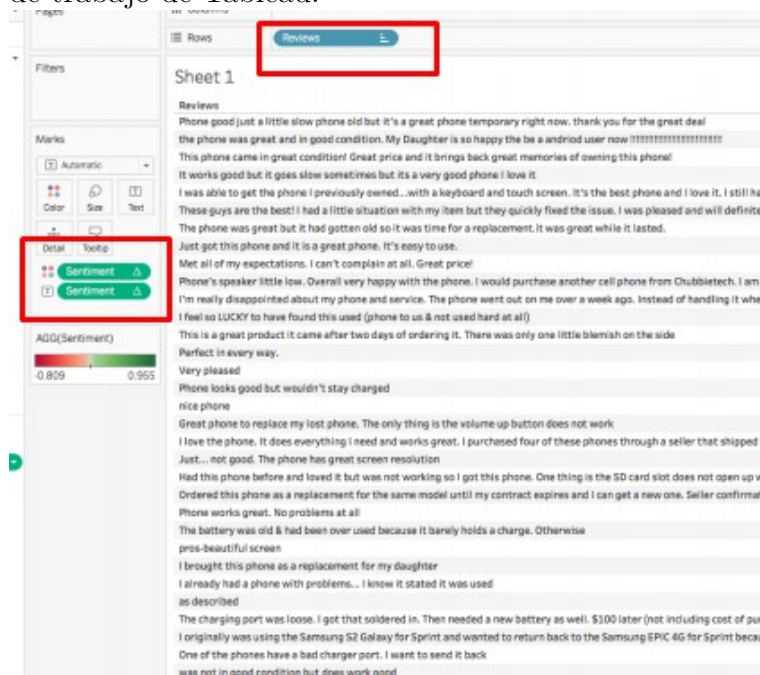 de trabajo de Tableau.
Pages
Columns
Rows
Reviews
Filters
Sheet 1
Reviews
Phone good just a little slow phone old but it's a great phone temporary right now. thank you for the great deal
Marks
the phone was great and in good condition. My Daughter is so happy the be a andriod user now
This phone came in great condition! Great price and it brings back great memories of owning this phone!
Automatic
It works good but it goes slow sometimes but its a very good phone I love it
I was able to get the phone I previously owned...with a keyboard and touch screen. It's the best phone and I love it. I still ha
Color
Size
Text
These guys are the best! I had a little situation with my item but they quickly fixed the issue. I was pleased and will definite
The phone was great but it had gotten old so it was time for a replacement. It was great while it lasted.
Detail
Tooltip
Just got this phone and it is a great phone. It's easy to use.
Met all of my expectations. I can't complain at all. Great price!
Sentiment
Phone's speaker little low. Overall very happy with the phone. I would purchase another cell phone from Chubbietech. I am
Sentiment
I'm really disappointed about my phone and service. The phone went out on me over a week ago. Instead of handling it whe
I feel so LUCKY to have found this used (phone to us & not used hard at all)
AGG(Sentiment)
This is a great product it came after two days of ordering it. There was only one little blemish on the side
Perfect in every way.
-0.809
0.955
Very pleased
Phone looks good but wouldn't stay charged
nice phone
Great phone to replace my lost phone. The only thing is the volume up button does not work
I love the phone. It does everything I need and works great. I purchased four of these phones through a seller that shipped
Just... not good. The phone has great screen resolution
Had this phone before and loved it but was not working so I got this phone. One thing is the SD card slot does not open up w
Ordered this phone as a replacement for the same model until my contract expires and I can get a new one. Seller confirmat
Phone works great. No problems at all
The battery was old & had been over used because it barely holds a charge. Otherwise
pros-beautiful screen
I brought this phone as a replacement for my daughter
I already had a phone with problems... I know it stated it was used
as described
The charging port was loose. I got that soldered in. Then needed a new battery as well. $100 later (not including cost of pu
I originally was using the Samsung S2 Galaxy for Sprint and wanted to return back to the Samsung EPIC 4G for Sprint becau
One of the phones have a bad charger port. I want to send it back
was not in good condition but does work good